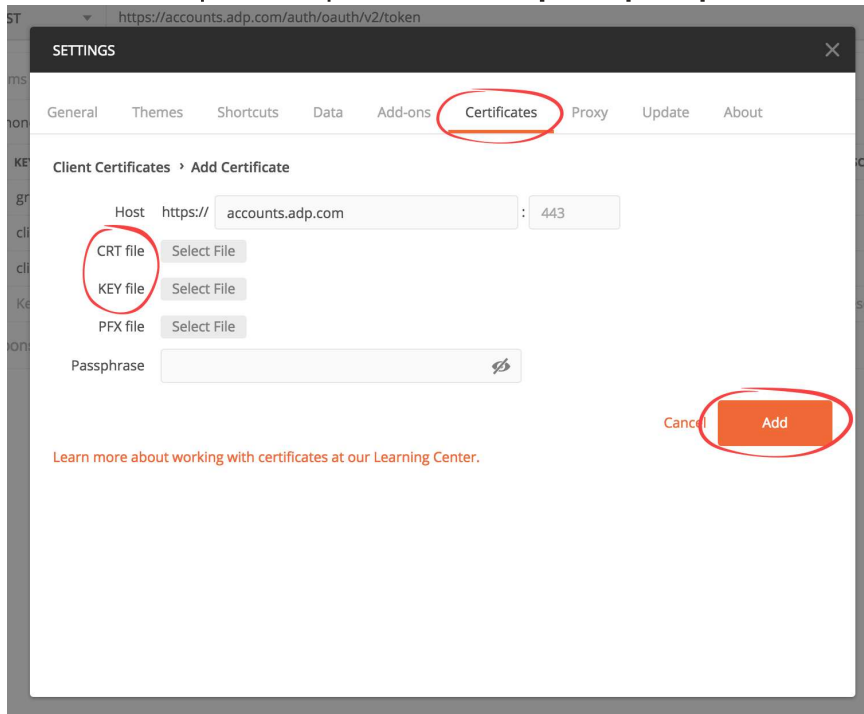 ST https://accounts.adp.com/auth/oauth/v2/token
SETTINGS
General Themes Shortcuts Data Add-ons Certificates Proxy Update About
Client Certificates › Add Certificate
Host https:// accounts.adp.com : 443
CRT file Select File
KEY file Select File
PFX file Select File
Passphrase
Cancel Add
Learn more about working with certificates at our Learning Center.